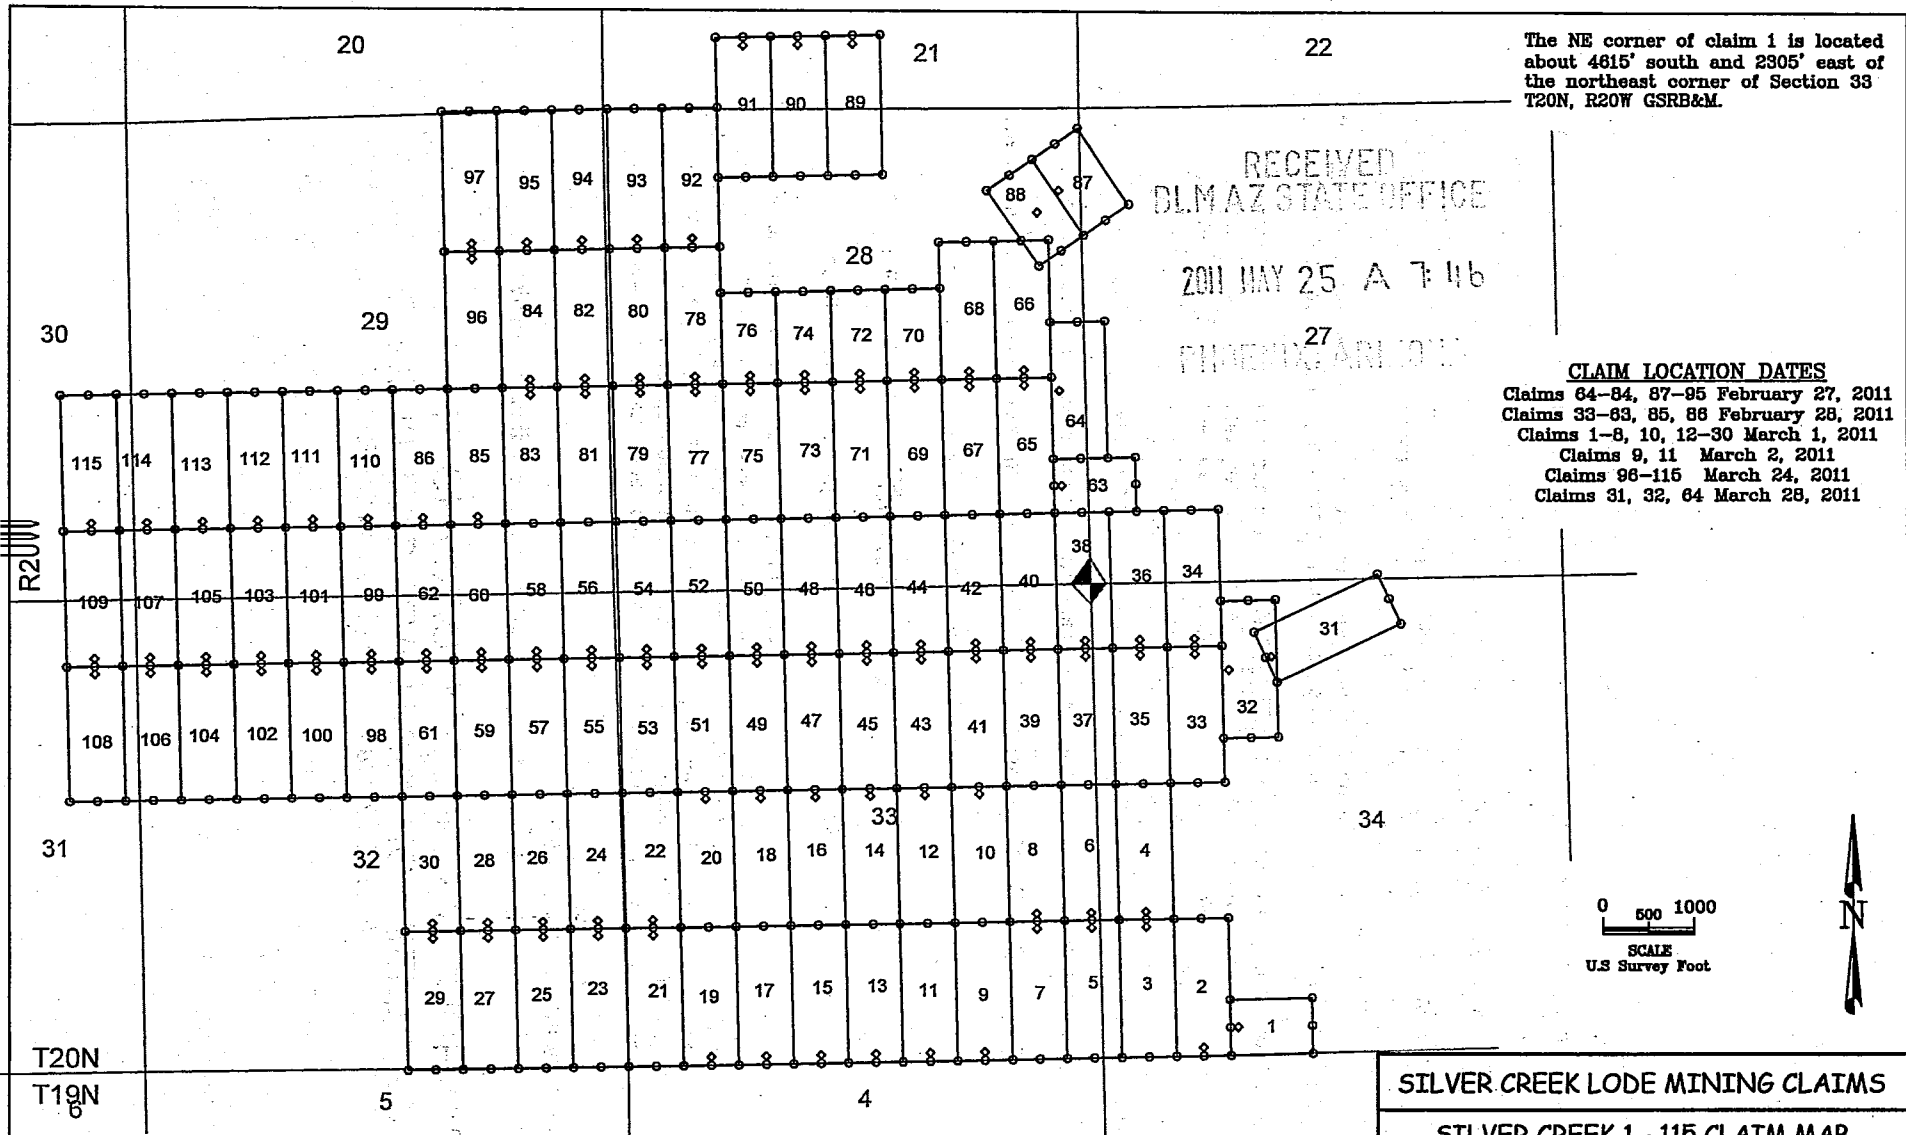 20
21
22
The NE corner of claim 1 is located
about 4615' south and 2305' east of
the northeast corner of Section 33
T20N, R20W GSRB&M.
91 90 89
97 95 94 93 92
88 87
RECEIVED
BLM AZ STATE OFFICE
2011 MAY 25 A 7:46
PHOENIX, ARIZONA
28
30
29
96 84 82 80 78 76 74 72 70 68 66
27
64
CLAIM LOCATION DATES
Claims 64-84, 87-95 February 27, 2011
Claims 33-63, 85, 86 February 28, 2011
Claims 1-8, 10, 12-30 March 1, 2011
Claims 9, 11 March 2, 2011
Claims 96-115 March 24, 2011
Claims 31, 32, 64 March 28, 2011
115 114 113 112 111 110 86 85 83 81 79 77 75 73 71 69 67 65
63
R20W
38
109 107 105 103 101 99 62 60 58 56 54 52 50 48 46 44 42 40 36 34
31
108 106 104 102 100 98 61 59 57 55 53 51 49 47 45 43 41 39 37 35 33 32
33
34
31
32
30 28 26 24 22 20 18 16 14 12 10 8 6 4
0 500 1000
SCALE
U.S Survey Foot
N
29 27 25 23 21 19 17 15 13 11 9 7 5 3 2
1
T20N
T19N
6
5
4
SILVER CREEK LODE MINING CLAIMS
SILVER CREEK 1 - 115 CLAIM MAP